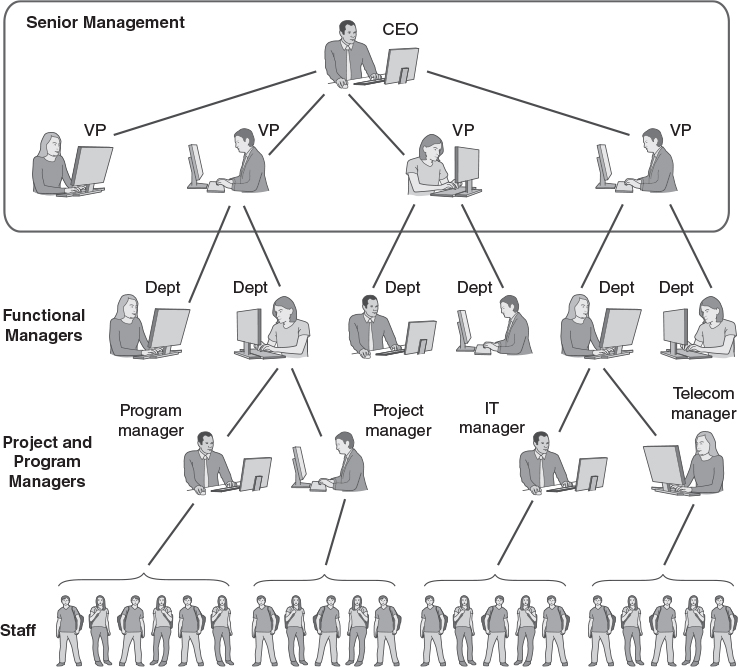 Senior Management
CEO
VP
VP
VP
VP
Dept
Dept
Dept
Dept
Dept
Dept
Functional
Managers
Program
manager
Project
manager
IT
manager
Telecom
manager
Project and
Program
Managers
Staff